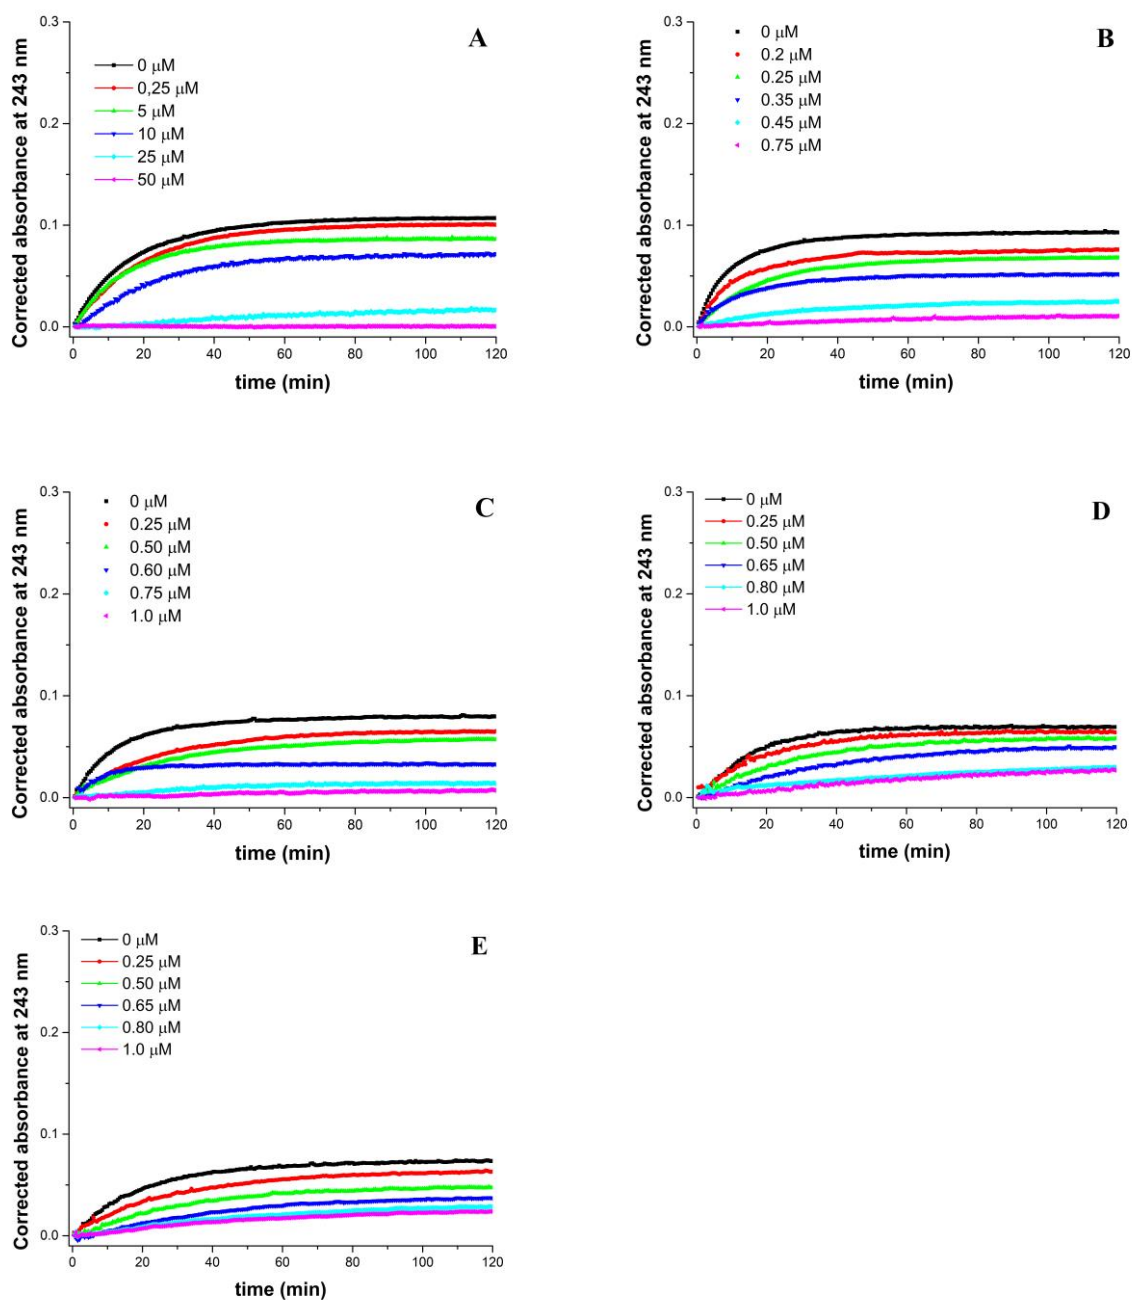 A
0 μM
0,25 μM
5 μM
10 μM
25 μM
50 μM
Corrected absorbance at 243 nm
0.3
0.2
0.1
0.0
0 20 40 60 80 100 120
time (min)
B
0 μM
0.2 μM
0.25 μM
0.35 μM
0.45 μM
0.75 μM
Corrected absorbance at 243 nm
0.3
0.2
0.1
0.0
0 20 40 60 80 100 120
time (min)
C
0 μM
0.25 μM
0.50 μM
0.60 μM
0.75 μM
1.0 μM
Corrected absorbance at 243 nm
0.3
0.2
0.1
0.0
0 20 40 60 80 100 120
time (min)
D
0 μM
0.25 μM
0.50 μM
0.65 μM
0.80 μM
1.0 μM
Corrected absorbance at 243 nm
0.3
0.2
0.1
0.0
0 20 40 60 80 100 120
time (min)
E
0 μM
0.25 μM
0.50 μM
0.65 μM
0.80 μM
1.0 μM
Corrected absorbance at 243 nm
0.3
0.2
0.1
0.0
0 20 40 60 80 100 120
time (min)